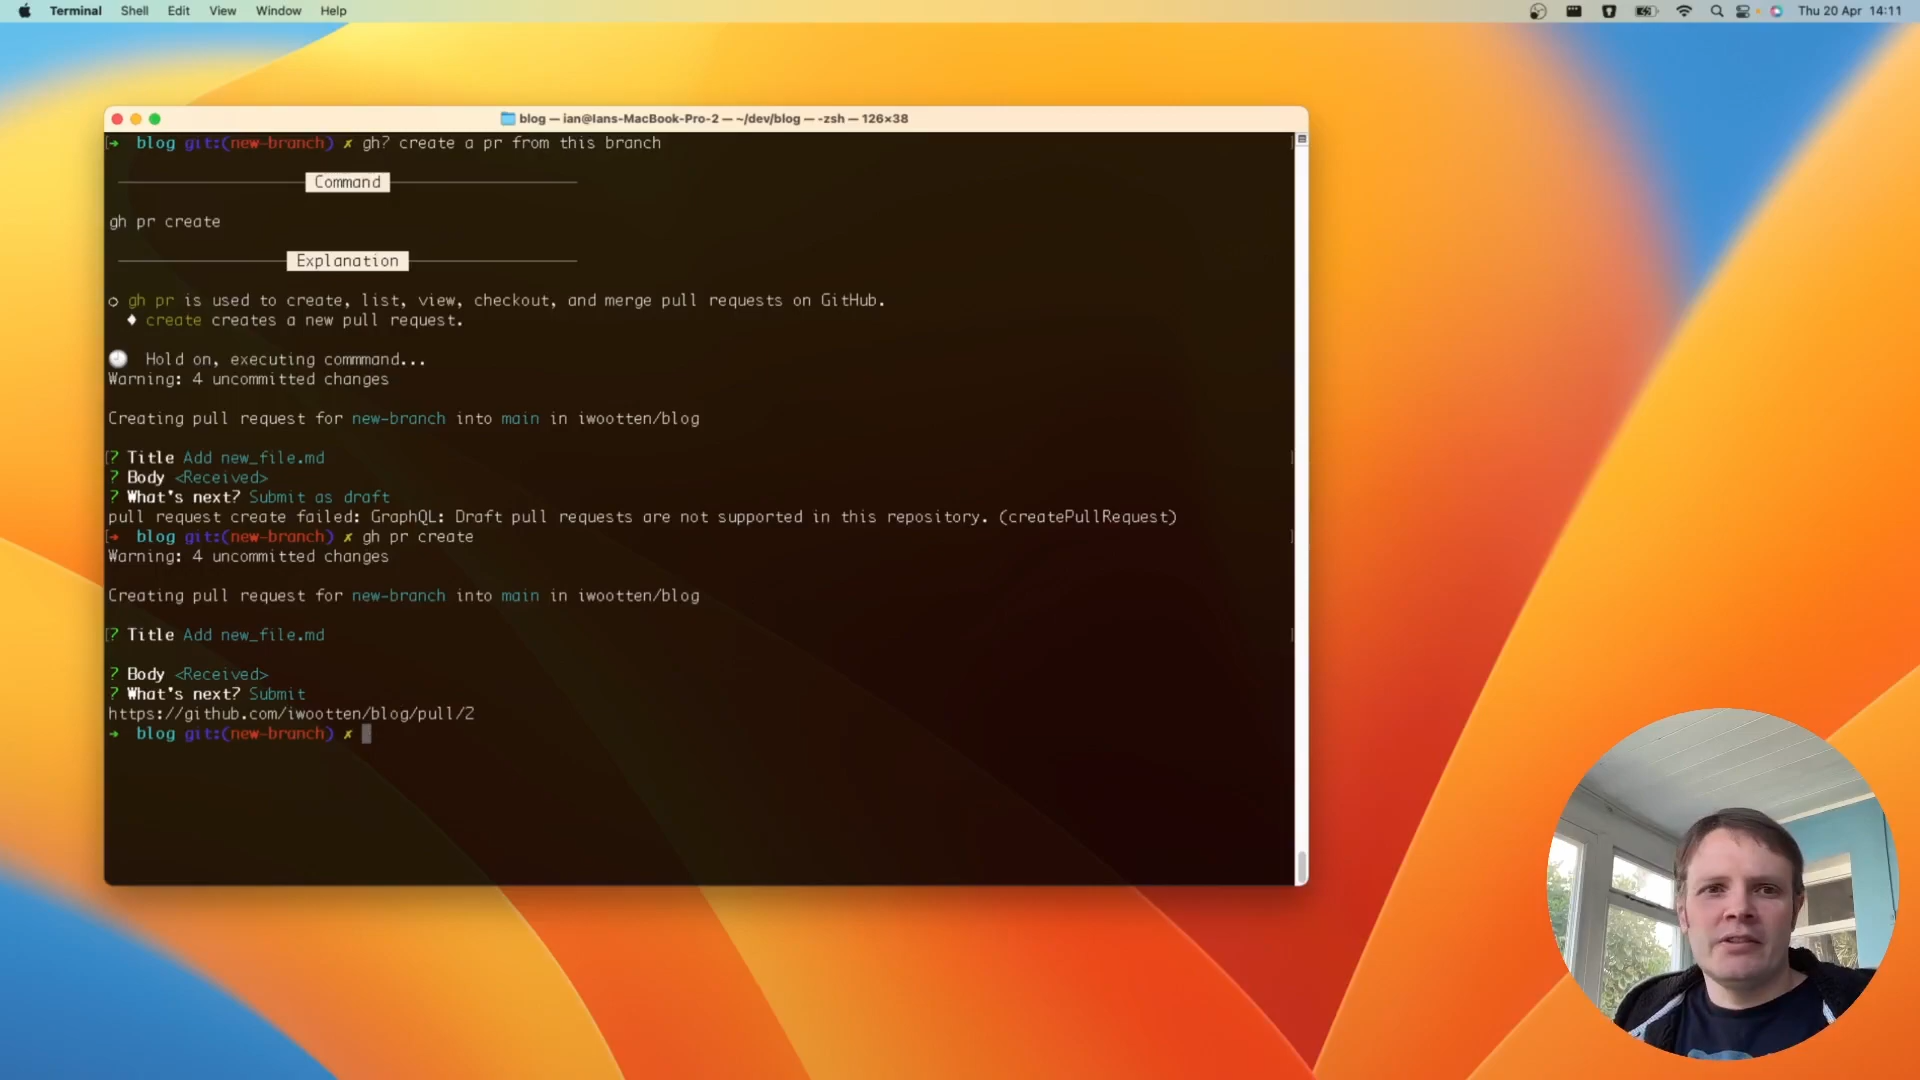 Terminal Shell Edit View Window Help Thu 20 Apr 14:11
blog — ian@Ians-MacBook-Pro-2 — ~/dev/blog — -zsh — 126×38
[➜ blog git:(new-branch) ✗ gh? create a pr from this branch
Command
gh pr create
Explanation
○ gh pr is used to create, list, view, checkout, and merge pull requests on GitHub.
♦ create creates a new pull request.
🕘 Hold on, executing commmand...
Warning: 4 uncommitted changes
Creating pull request for new-branch into main in iwootten/blog
[? Title Add new_file.md
? Body <Received>
? What's next? Submit as draft
pull request create failed: GraphQL: Draft pull requests are not supported in this repository. (createPullRequest)
[➜ blog git:(new-branch) ✗ gh pr create
Warning: 4 uncommitted changes
Creating pull request for new-branch into main in iwootten/blog
[? Title Add new_file.md
? Body <Received>
? What's next? Submit
https://github.com/iwootten/blog/pull/2
➜ blog git:(new-branch) ✗